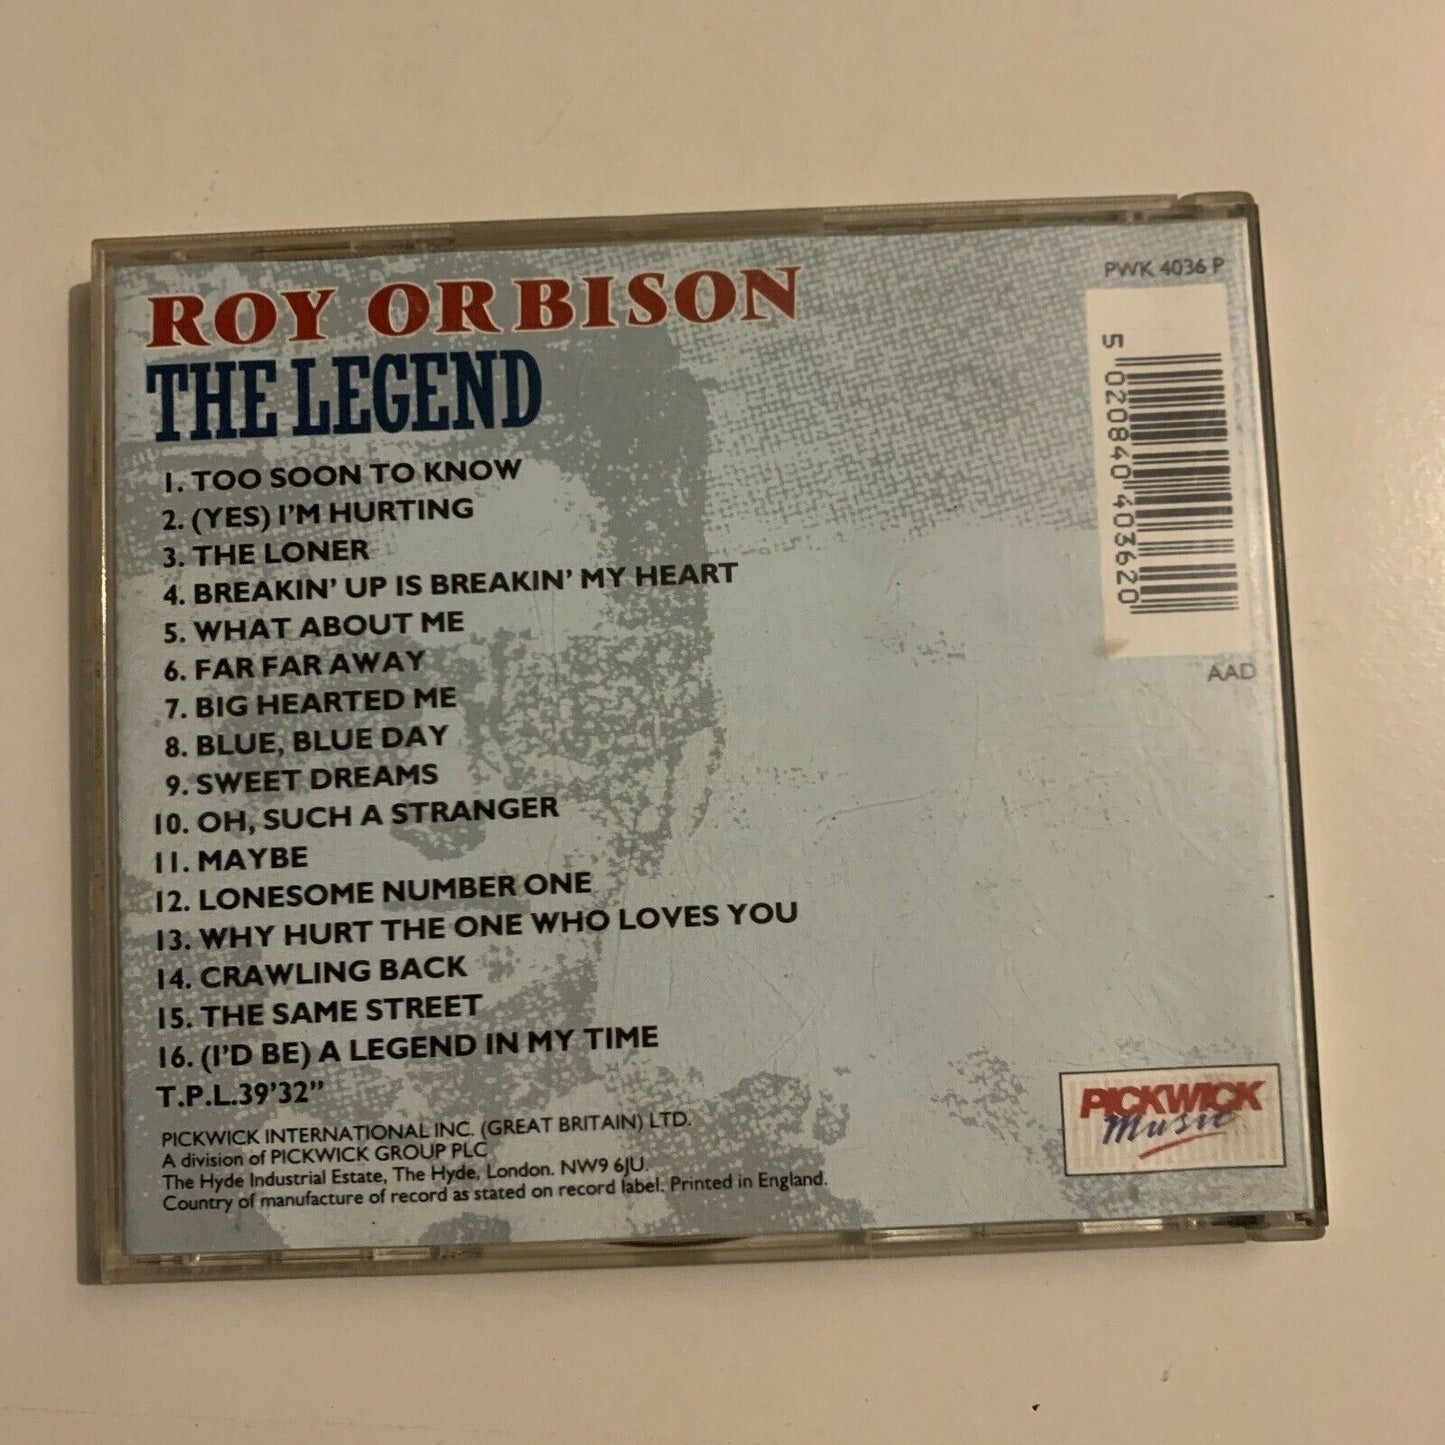 ROY ORBISON
THE LEGEND
1. TOO SOON TO KNOW
2. (YES) I'M HURTING
3. THE LONER
4. BREAKIN' UP IS BREAKIN' MY HEART
5. WHAT ABOUT ME
6. FAR FAR AWAY
7. BIG HEARTED ME
8. BLUE, BLUE DAY
9. SWEET DREAMS
10. OH, SUCH A STRANGER
11. MAYBE
12. LONESOME NUMBER ONE
13. WHY HURT THE ONE WHO LOVES YOU
14. CRAWLING BACK
15. THE SAME STREET
16. (I'D BE) A LEGEND IN MY TIME
T.P.L.39'32"
PICKWICK INTERNATIONAL INC. (GREAT BRITAIN) LTD.
A division of PICKWICK GROUP PLC
The Hyde Industrial Estate, The Hyde, London. NW9 6JU.
Country of manufacture of record as stated on record label. Printed in England.
PWK 4036 P
5 020840 403620
AAD
PICKWICK
Music